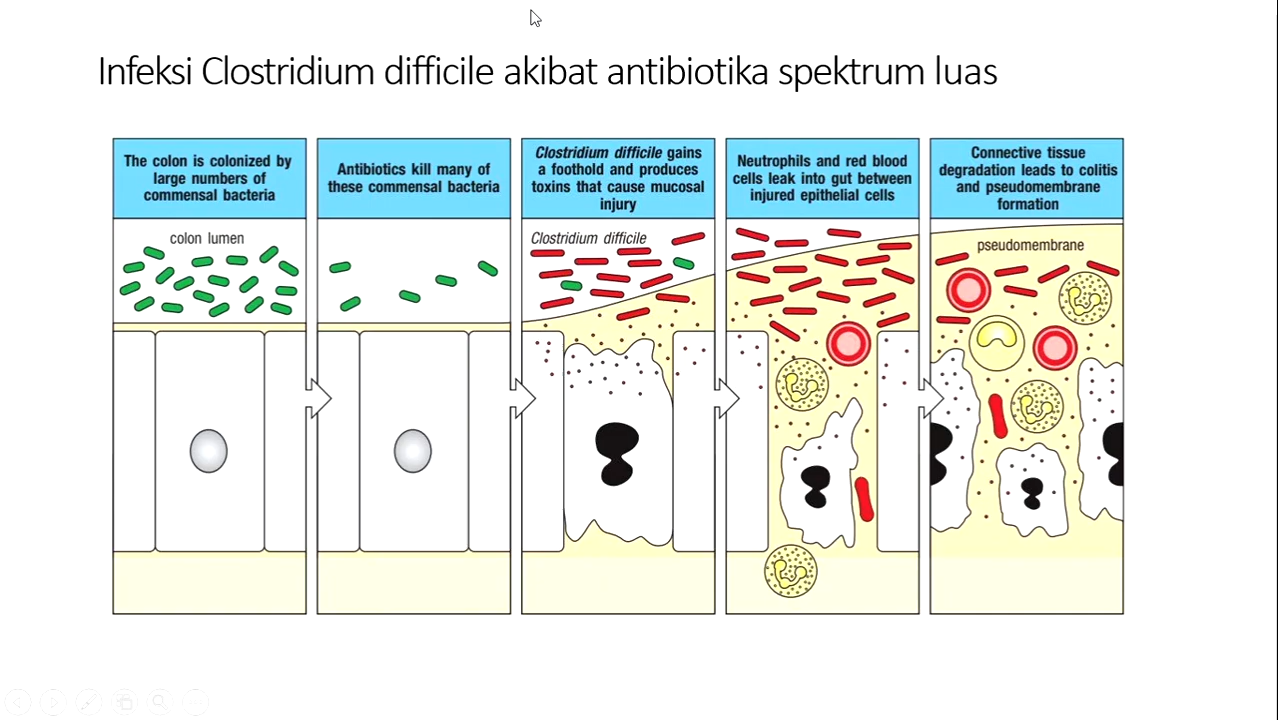 Infeksi Clostridium difficile akibat antibiotika spektrum luas
The colon is colonized by
large numbers of
commensal bacteria
Antibiotics kill many of
these commensal bacteria
Clostridium difficile gains
a foothold and produces
toxins that cause mucosal
injury
Neutrophils and red blood
cells leak into gut between
injured epithelial cells
Connective tissue
degradation leads to colitis
and pseudomembrane
formation
colon lumen
Clostridium difficile
pseudomembrane